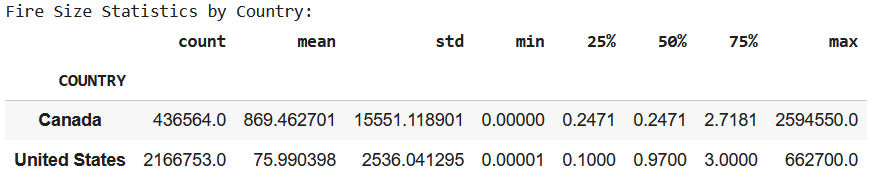 Fire Size Statistics by Country:
count mean std min 25% 50% 75% max
COUNTRY
Canada 436564.0 869.462701 15551.118901 0.00000 0.2471 0.2471 2.7181 2594550.0
United States 2166753.0 75.990398 2536.041295 0.00001 0.1000 0.9700 3.0000 662700.0